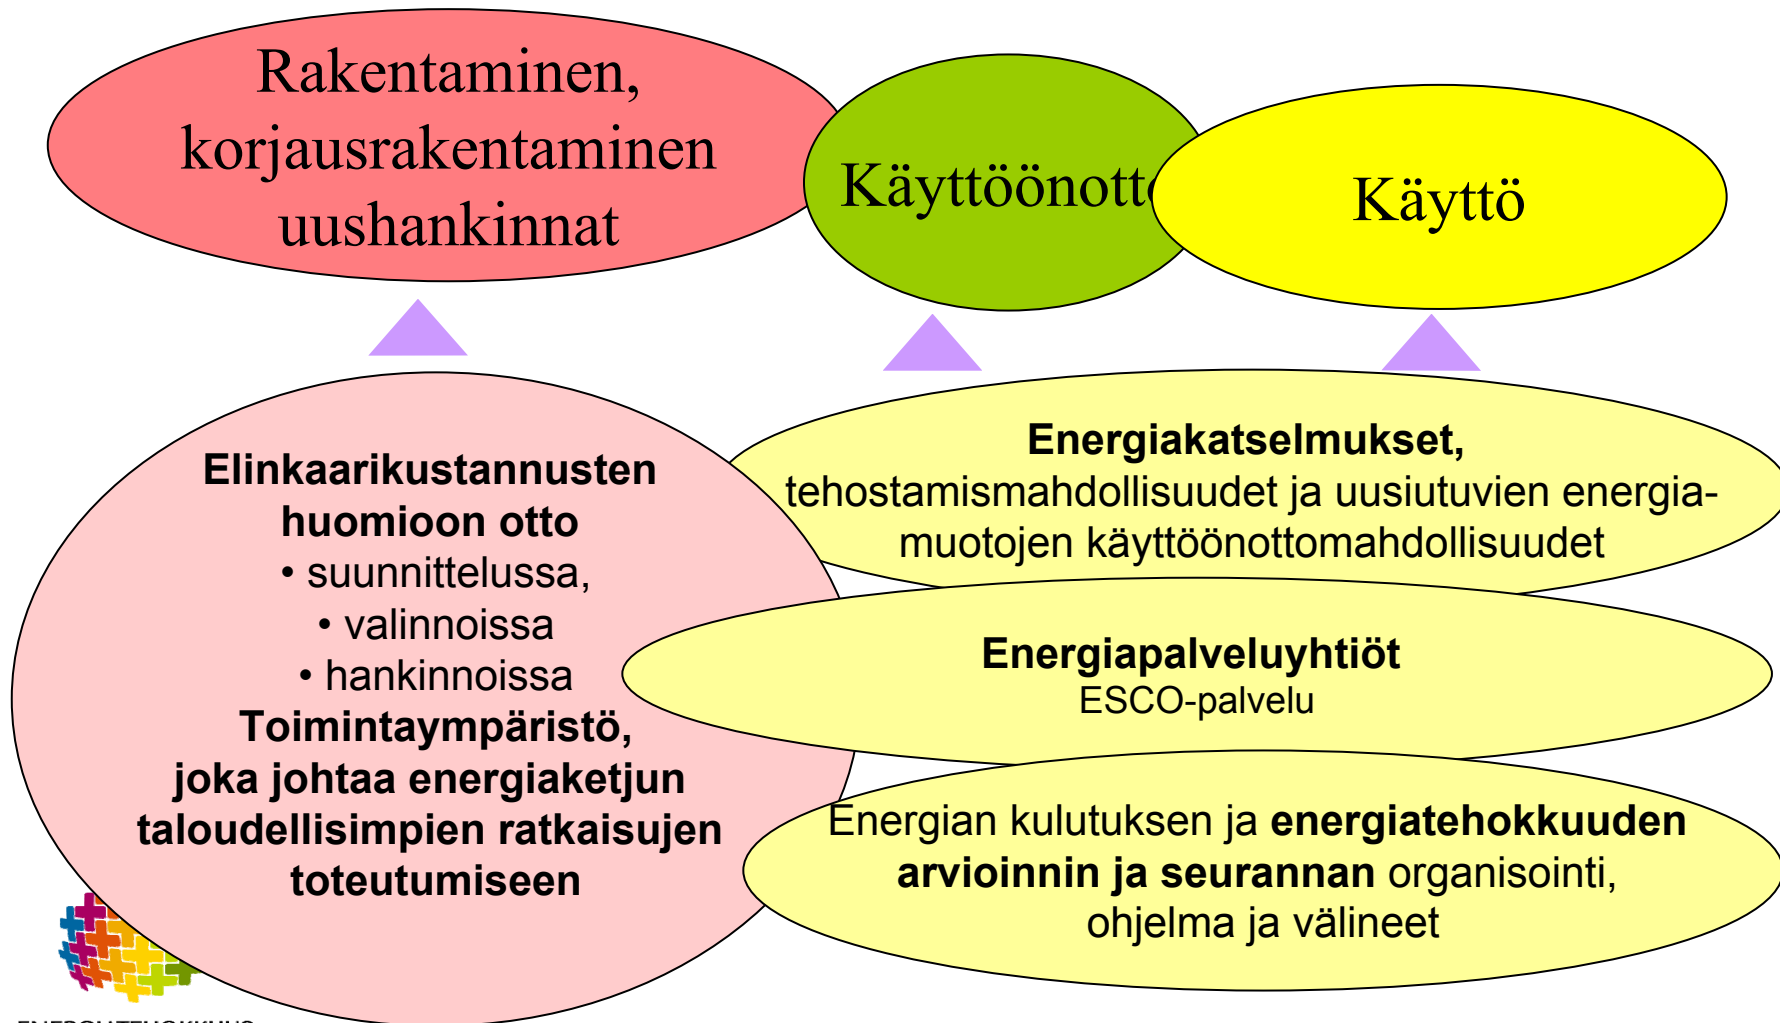 Rakentaminen,
korjausrakentaminen
uushankinnat
Käyttöönotto
Käyttö
Elinkaarikustannusten
huomioon otto
• suunnittelussa,
• valinnoissa
• hankinnoissa
Toimintaympäristö,
joka johtaa energiaketjun
taloudellisimpien ratkaisujen
toteutumiseen
Energiakatselmukset,
tehostamismahdollisuudet ja uusiutuvien energia-
muotojen käyttöönottomahdollisuudet
Energiapalveluyhtiöt
ESCO-palvelu
Energian kulutuksen ja energiatehokkuuden
arvioinnin ja seurannan organisointi,
ohjelma ja välineet